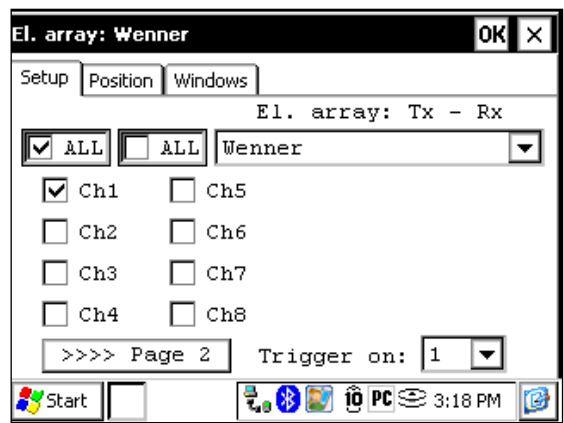 El. array: Wenner OK
Setup Position Windows
El. array: Tx - Rx
ALL ALL Wenner
Ch1 Ch5
Ch2 Ch6
Ch3 Ch7
Ch4 Ch8
>>>> Page 2 Trigger on: 1
Start PC 3:18 PM